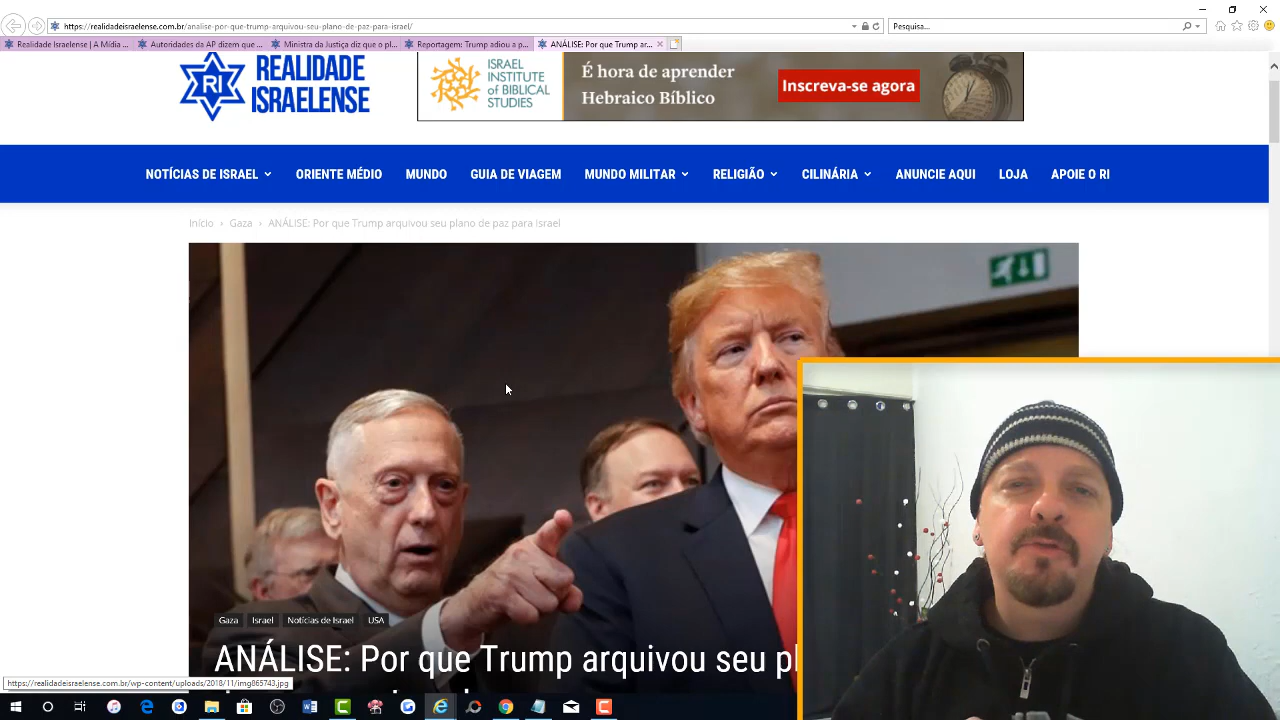 https://realidadeisraelense.com.br/analise-por-que-trump-arquivou-seu-plano-de-paz-para-israel/
Pesquisa...
Realidade Israelense | A Mídia ...
Autoridades da AP dizem que ...
Ministra da Justiça diz que o pl...
Reportagem: Trump adiou a p...
ANÁLISE: Por que Trump ar...
RI
REALIDADE
ISRAELENSE
ISRAEL
INSTITUTE
of BIBLICAL
STUDIES
É hora de aprender
Hebraico Bíblico
Inscreva-se agora
NOTÍCIAS DE ISRAEL
ORIENTE MÉDIO
MUNDO
GUIA DE VIAGEM
MUNDO MILITAR
RELIGIÃO
CILINÁRIA
ANUNCIE AQUI
LOJA
APOIE O RI
Início › Gaza › ANÁLISE: Por que Trump arquivou seu plano de paz para Israel
Gaza
Israel
Notícias de Israel
USA
ANÁLISE: Por que Trump arquivou seu pl
https://realidadeisraelense.com.br/wp-content/uploads/2018/11/img865743.jpg